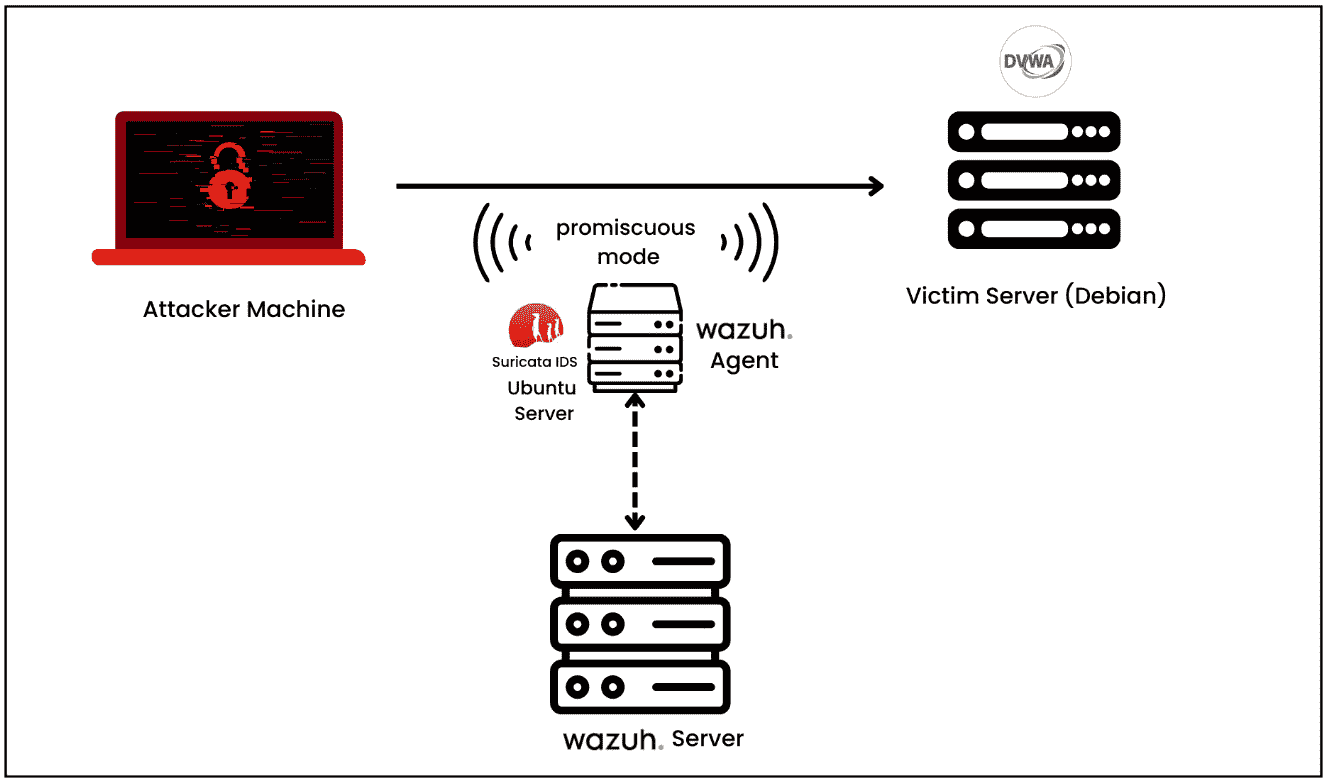 DVWA
promiscuous
mode
Attacker Machine
Victim Server (Debian)
Suricata IDS
Ubuntu
Server
wazuh.
Agent
wazuh. Server